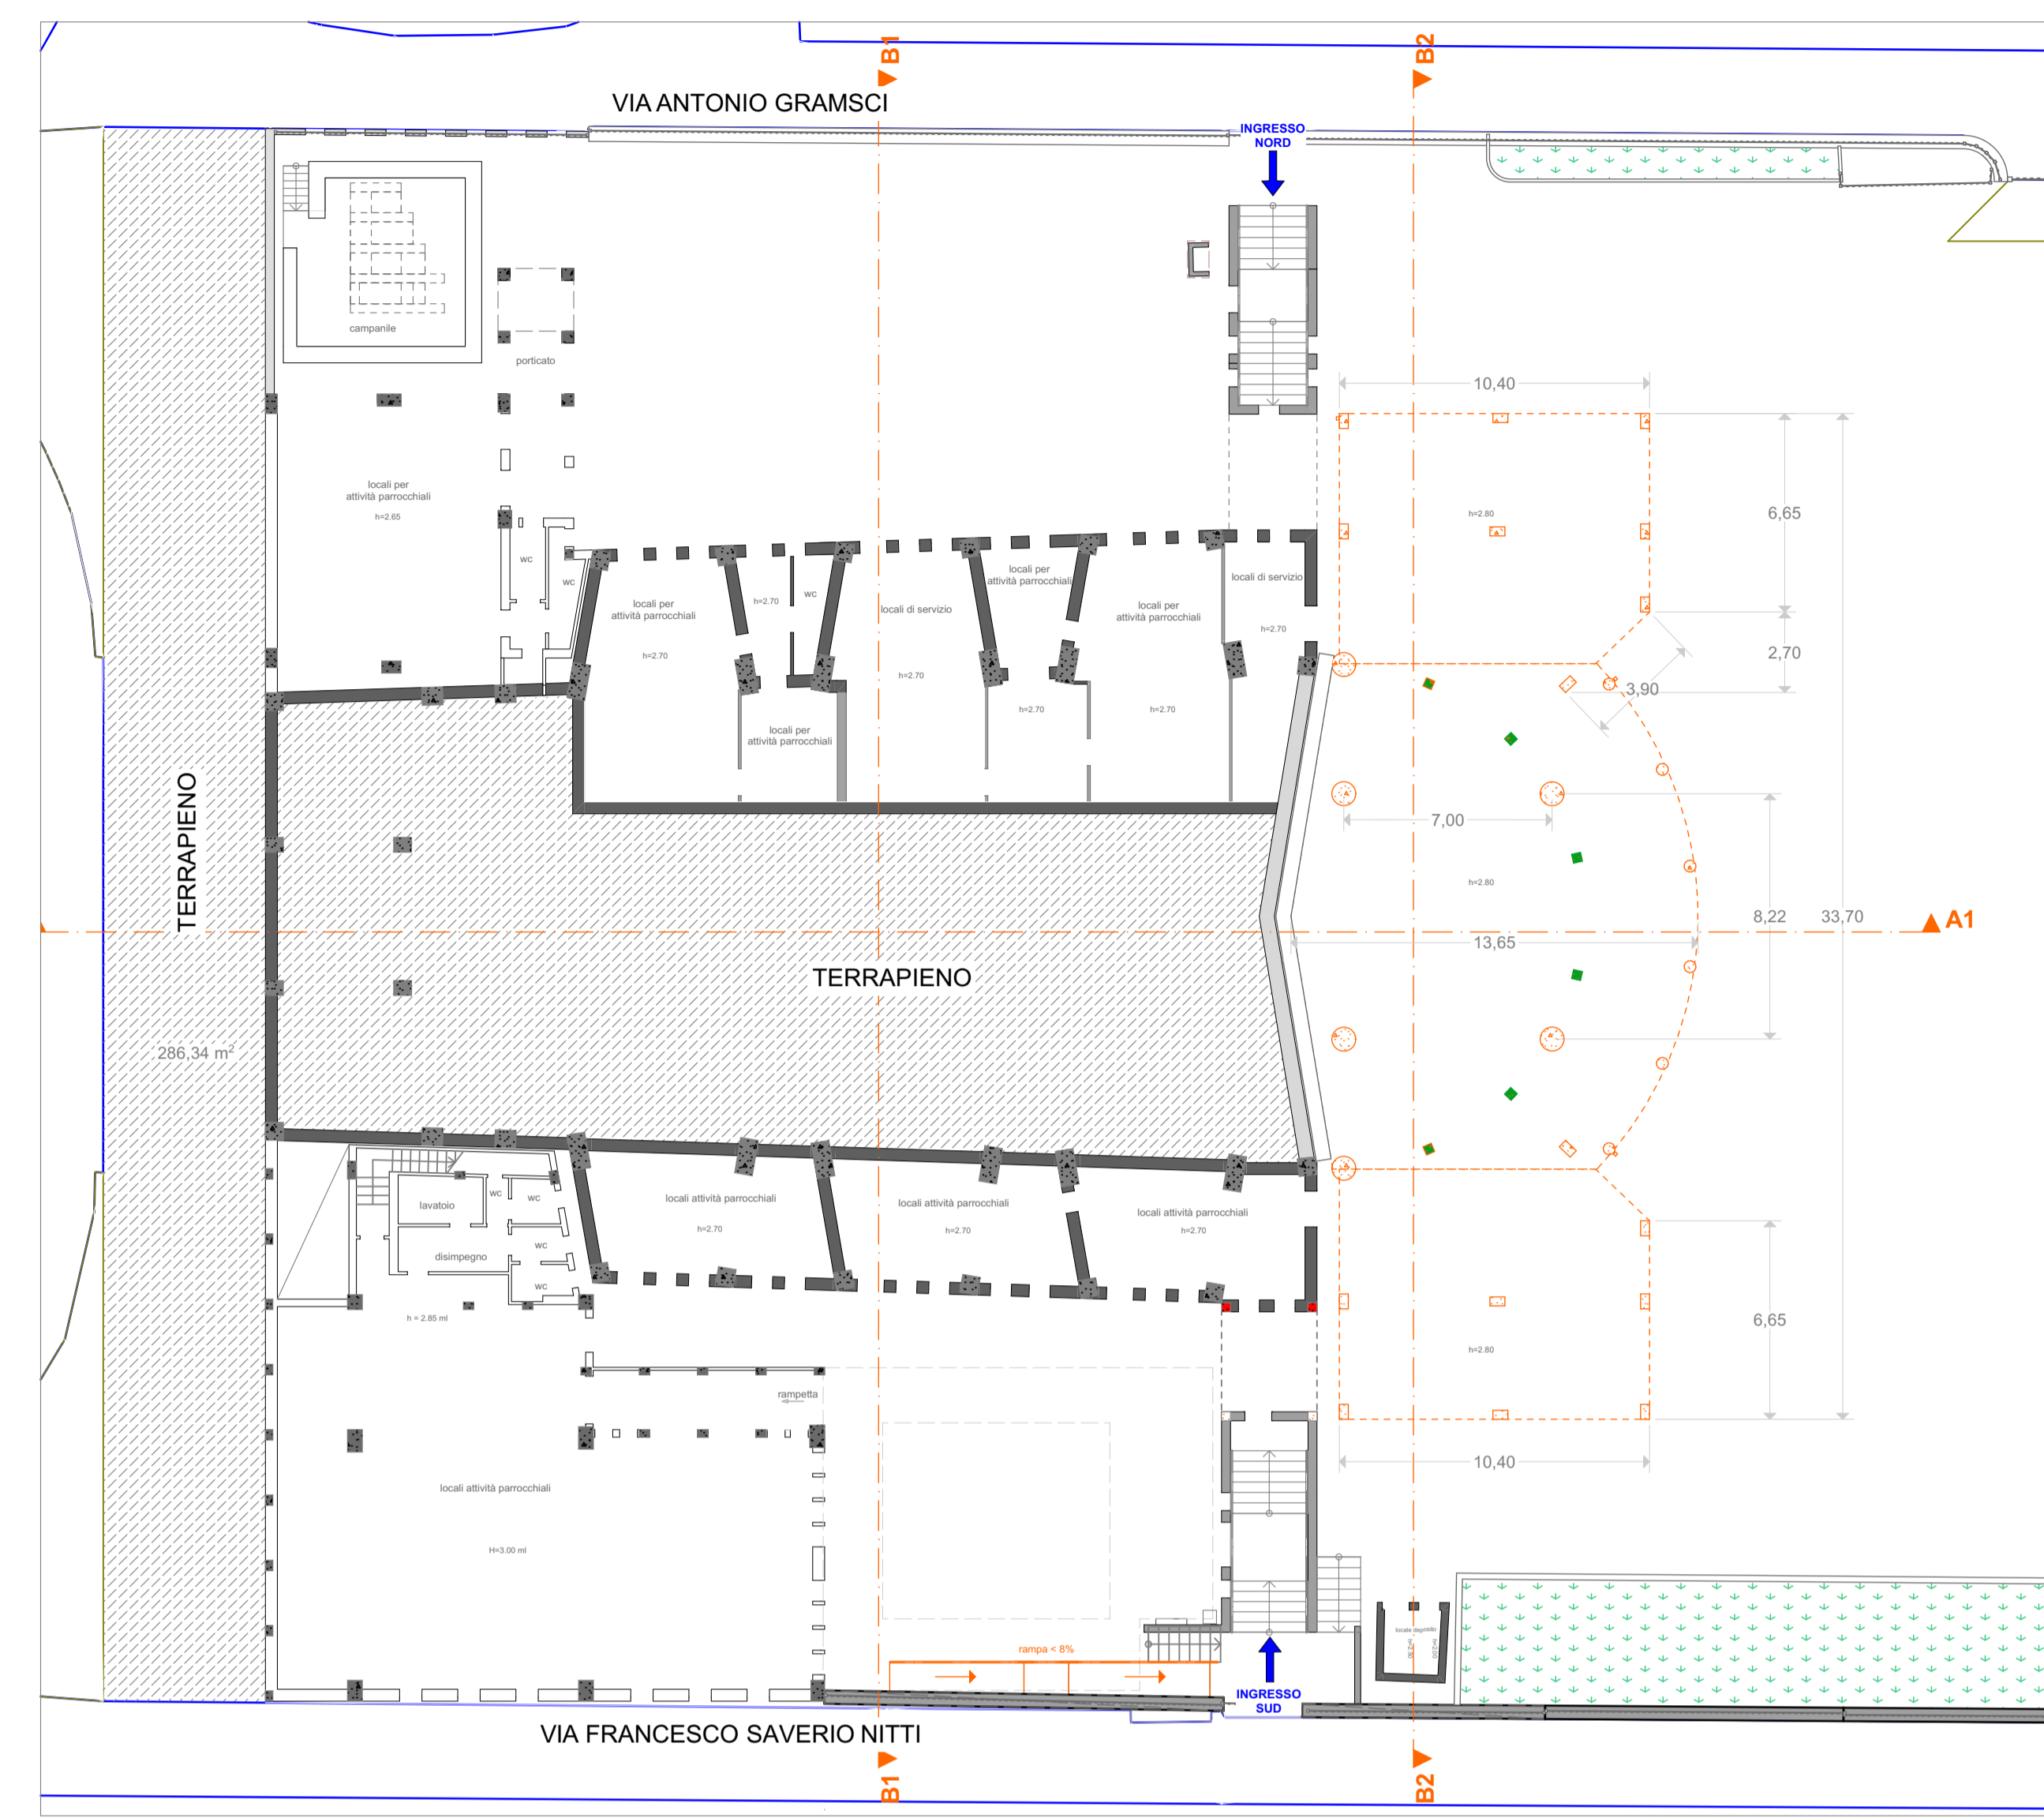 B1
B2
VIA ANTONIO GRAMSCI
INGRESSO
NORD
campanile
porticato
10,40
locali per
attività parrocchiali
h=2.65
h=2.80
6,65
wc
wc
locali per
attività parrocchiali
h=2.70
h=2.70
wc
locali di servizio
h=2.70
locali per
attività parrocchiali
h=2.70
locali per
attività parrocchiali
h=2.70
locali di servizio
h=2.70
locali per
attività parrocchiali
2,70
3,90
7,00
TERRAPIENO
h=2.80
8,22
33,70
A1
13,65
TERRAPIENO
286,34 m²
lavatoio
wc
wc
disimpegno
wc
wc
locali attività parrocchiali
h=2.70
locali attività parrocchiali
h=2.70
locali attività parrocchiali
h=2.70
h = 2.85 ml
6,65
h=2.80
rampetta
10,40
locali attività parrocchiali
H=3.00 ml
rampa < 8%
locale deposito
h=2.50
h=2.00
INGRESSO
SUD
VIA FRANCESCO SAVERIO NITTI
B1
B2